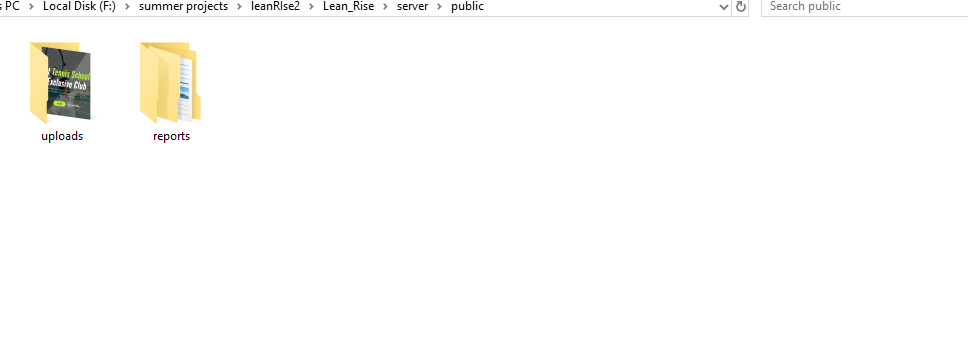 s PC > Local Disk (F:) > summer projects > leanRIse2 > Lean_Rise > server > public
Search public
Tennis School
Exclusive Club
uploads
reports